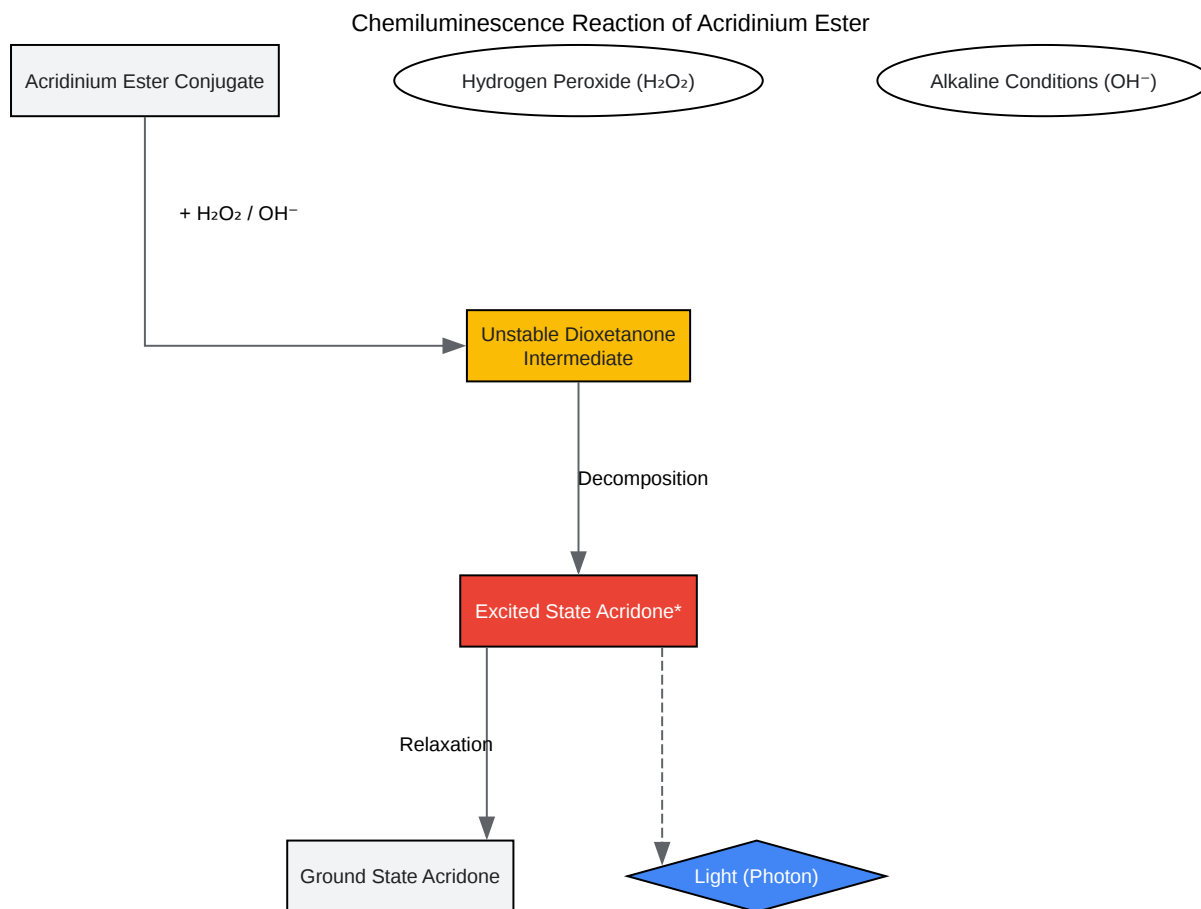 Chemiluminescence Reaction of Acridinium Ester
Acridinium Ester Conjugate
Hydrogen Peroxide (H₂O₂)
Alkaline Conditions (OH⁻)
+ H₂O₂ / OH⁻
Unstable Dioxetanone
Intermediate
Decomposition
Excited State Acridone*
Relaxation
Ground State Acridone
Light (Photon)